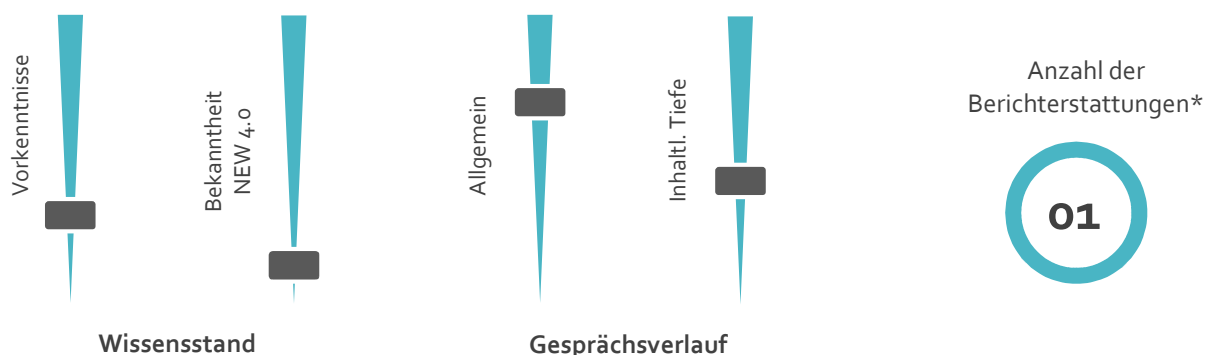 Vorkenntnisse
Bekanntheit
NEW 4.0
Allgemein
Inhaltl. Tiefe
Anzahl der
Berichterstattungen*
01
Wissensstand
Gesprächsverlauf